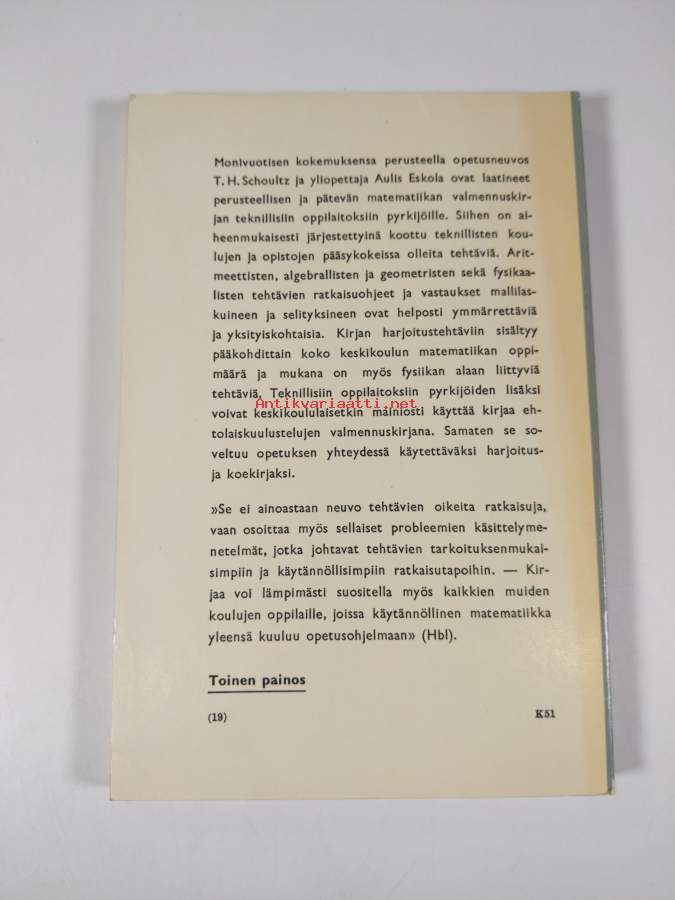 Monivuotisen kokemuksensa perusteella opetusneuvos
T. H. Schoultz ja yliopettaja Aulis Eskola ovat laatineet
perusteellisen ja pätevän matematiikan valmennuskir-
jan teknillisiin oppilaitoksiin pyrkijöille. Siihen on ai-
heenmukaisesti järjestettyinä koottu teknillisten kou-
lujen ja opistojen pääsykokeissa olleita tehtäviä. Arit-
meettisten, algebrallisten ja geometristen sekä fysikaa-
listen tehtävien ratkaisuohjeet ja vastaukset mallilas-
kuineen ja selityksineen ovat helposti ymmärrettäviä
ja yksityiskohtaisia. Kirjan harjoitustehtäviin sisältyy
pääkohdittain koko keskikoulun matematiikan oppi-
määrä ja mukana on myös fysiikan alaan liittyviä
tehtäviä. Teknillisiin oppilaitoksiin pyrkijöiden lisäksi
Antikvariaatti.net
voivat keskikoululaisetkin mainiosti käyttää kirjaa eh-
tolaiskuulustelujen valmennuskirjana. Samaten se so-
veltuu opetuksen yhteydessä käytettäväksi harjoitus-
ja koekirjaksi.
»Se ei ainoastaan neuvo tehtävien oikeita ratkaisuja,
vaan osoittaa myös sellaiset probleemien käsittelyme-
netelmät, jotka johtavat tehtävien tarkoituksenmukai-
simpiin ja käytännöllisimpiin ratkaisutapoihin. — Kir-
jaa voi lämpimästi suositella myös kaikkien muiden
koulujen oppilaille, joissa käytännöllinen matematiikka
yleensä kuuluu opetusohjelmaan» (Hbl).
Toinen painos
(19) K51